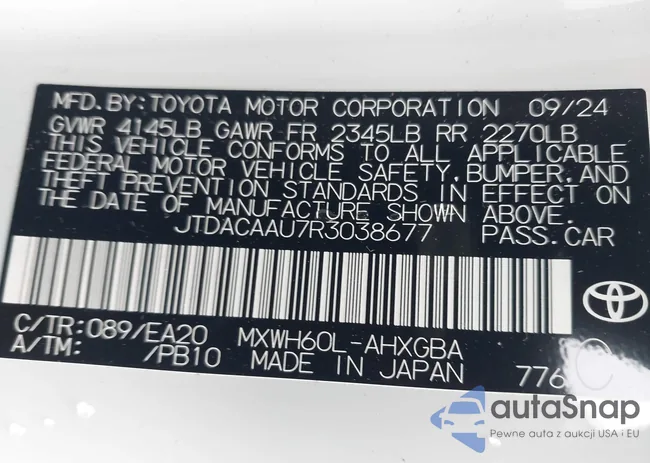 MFD. BY: TOYOTA MOTOR CORPORATION 09/24
GVWR 4145LB GAWR FR 2345LB RR 2270LB
THIS VEHICLE CONFORMS TO ALL APPLICABLE
FEDERAL MOTOR VEHICLE SAFETY, BUMPER, AND
THEFT PREVENTION STANDARDS IN EFFECT ON
THE DATE OF MANUFACTURE SHOWN ABOVE.
JTDACAAU7R3038677 PASS. CAR
C/TR: 089/EA20 MXWH60L-AHXGBA
A/TM: /PB10 MADE IN JAPAN 776 C
autaSnap
Pewne auta z aukcji USA i EU